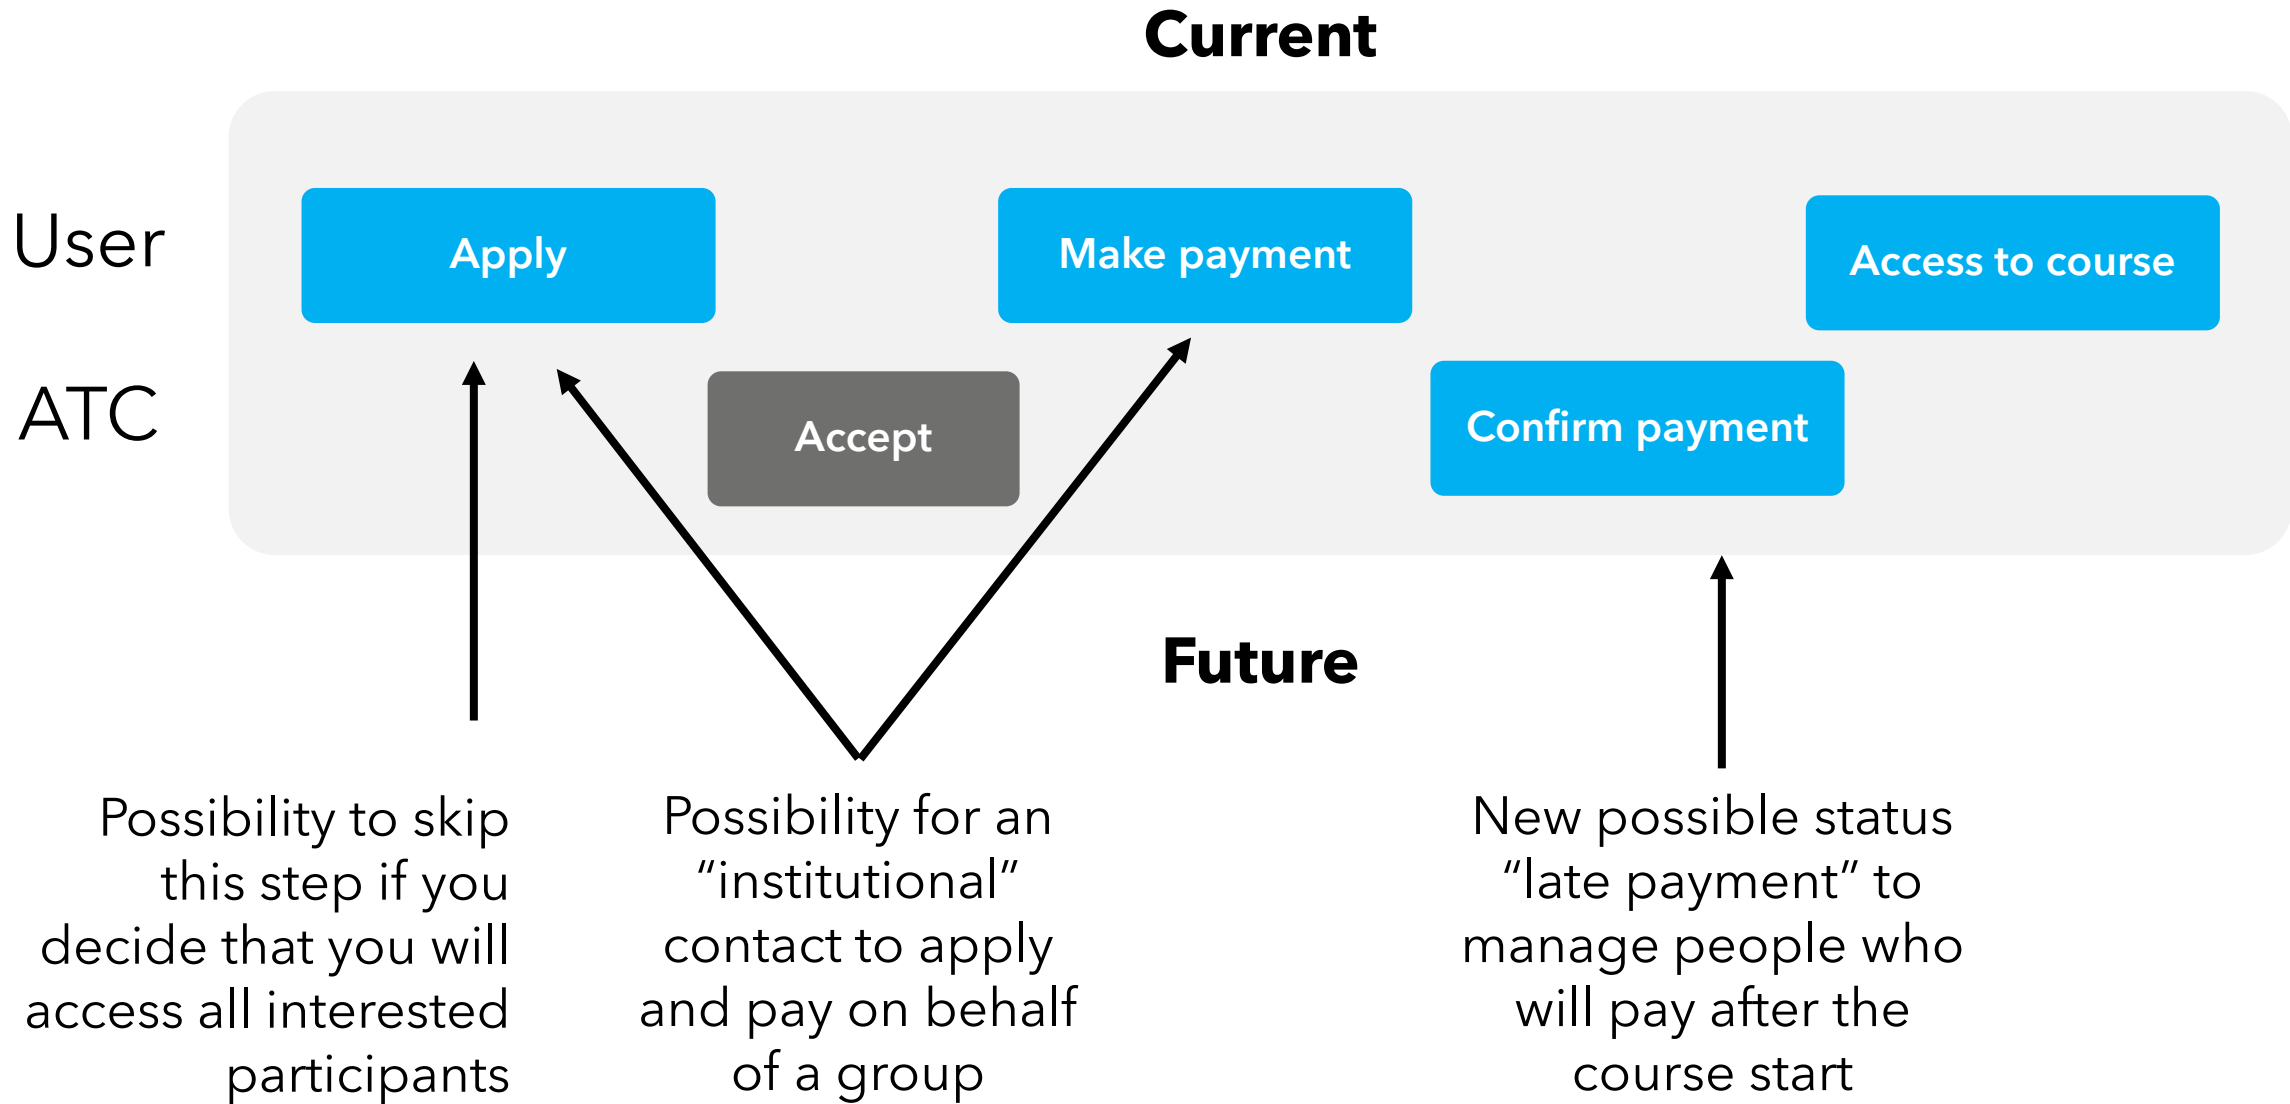 Current
User
Apply
Make payment
Access to course
ATC
Accept
Confirm payment
Future
Possibility to skip
this step if you
decide that you will
access all interested
participants
Possibility for an
“institutional”
contact to apply
and pay on behalf
of a group
New possible status
“late payment” to
manage people who
will pay after the
course start